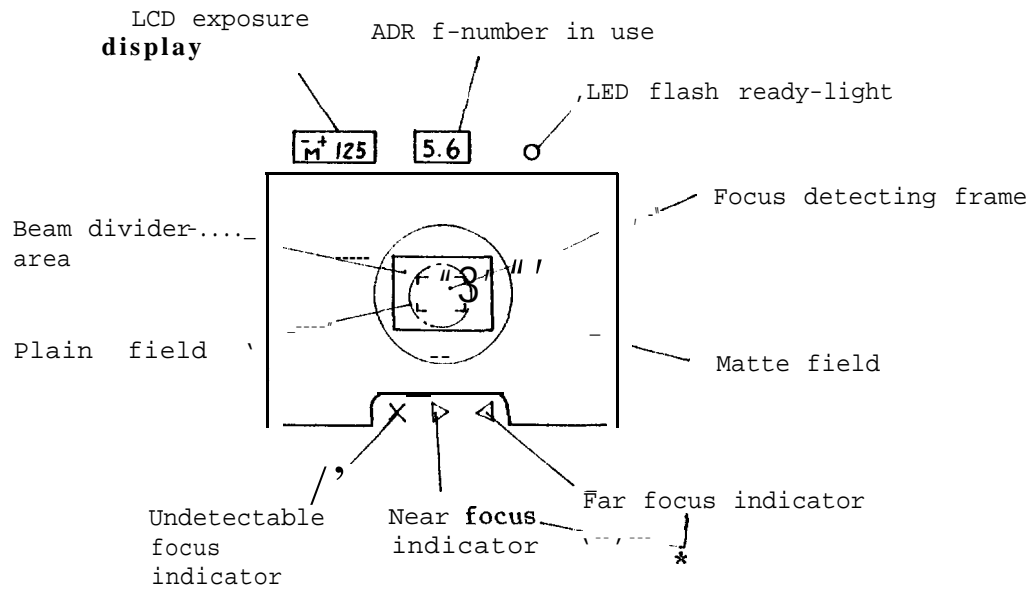 LCD exposure
display
ADR f-number in use
LED flash ready-light
M 125
5.6
Focus detecting frame
Beam divider
area
Plain field
Matte field
Undetectable
focus
indicator
Near focus
indicator
Far focus indicator
*